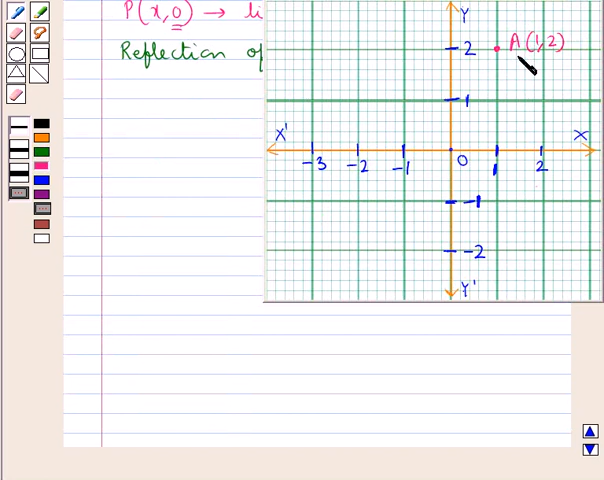 P(x,0) → li
Reflection of
Y
2
A(1,2)
1
X'
X
-3 -2 -1 0 1 2
-1
-2
Y'